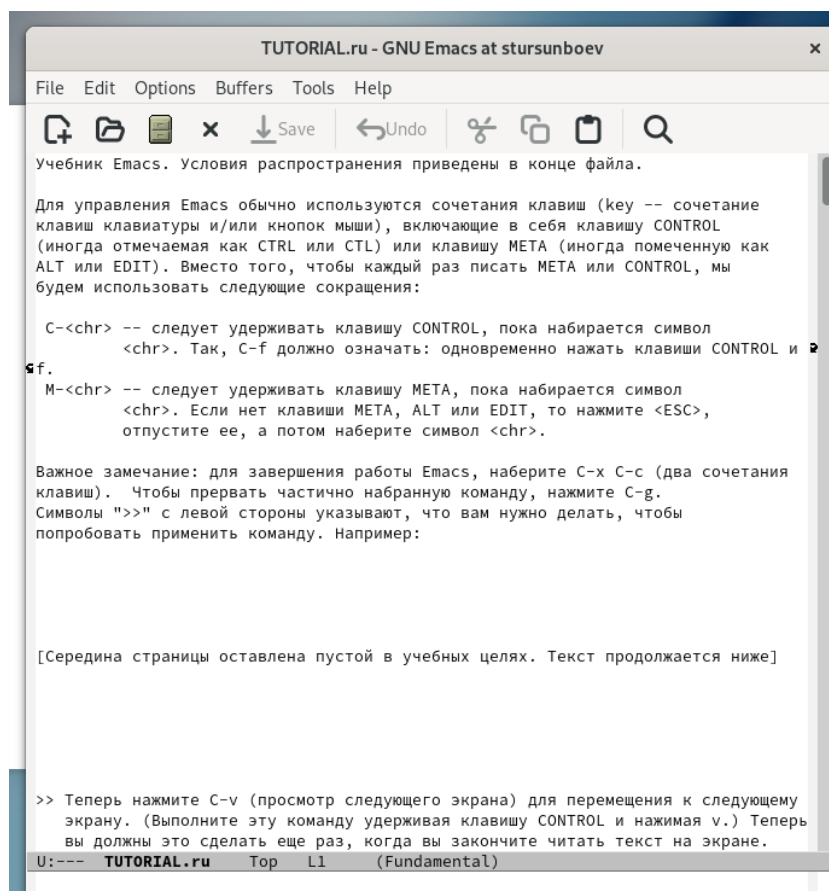 TUTORIAL.ru - GNU Emacs at stursunboev
File Edit Options Buffers Tools Help
Save Undo
Учебник Emacs. Условия распространения приведены в конце файла.
Для управления Emacs обычно используются сочетания клавиш (key -- сочетание
клавиш клавиатуры и/или кнопок мыши), включающие в себя клавишу CONTROL
(иногда отмечаемая как CTRL или CTL) или клавишу META (иногда помеченную как
ALT или EDIT). Вместо того, чтобы каждый раз писать META или CONTROL, мы
будем использовать следующие сокращения:
C-<chr> -- следует удерживать клавишу CONTROL, пока набирается символ
<chr>. Так, C-f должно означать: одновременно нажать клавиши CONTROL и
f.
M-<chr> -- следует удерживать клавишу META, пока набирается символ
<chr>. Если нет клавиши META, ALT или EDIT, то нажмите <ESC>,
отпустите ее, а потом наберите символ <chr>.
Важное замечание: для завершения работы Emacs, наберите C-x C-c (два сочетания
клавиш).  Чтобы прервать частично набранную команду, нажмите C-g.
Символы ">>" с левой стороны указывают, что вам нужно делать, чтобы
попробовать применить команду. Например:
[Середина страницы оставлена пустой в учебных целях. Текст продолжается ниже]
>> Теперь нажмите C-v (просмотр следующего экрана) для перемещения к следующему
экрану. (Выполните эту команду удерживая клавишу CONTROL и нажимая v.) Теперь
вы должны это сделать еще раз, когда вы закончите читать текст на экране.
U:--- TUTORIAL.ru Top L1 (Fundamental)